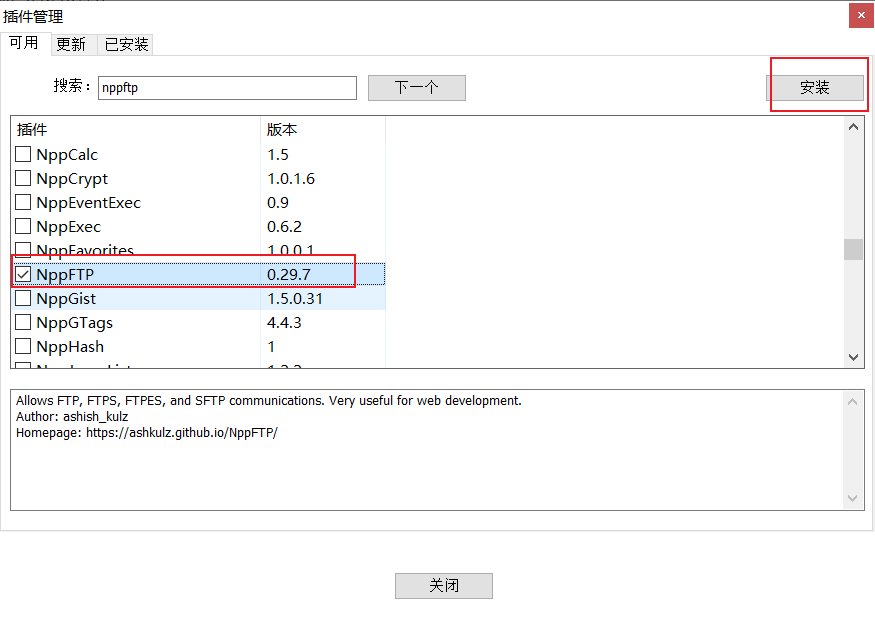 插件管理
可用 更新 已安装
搜索： nppftp 下一个 安装
插件 版本
NppCalc 1.5
NppCrypt 1.0.1.6
NppEventExec 0.9
NppExec 0.6.2
NppFavorites 1.0.0.1
NppFTP 0.29.7
NppGist 1.5.0.31
NppGTags 4.4.3
NppHash 1
Allows FTP, FTPS, FTPES, and SFTP communications. Very useful for web development.
Author: ashish_kulz
Homepage: https://ashkulz.github.io/NppFTP/
关闭